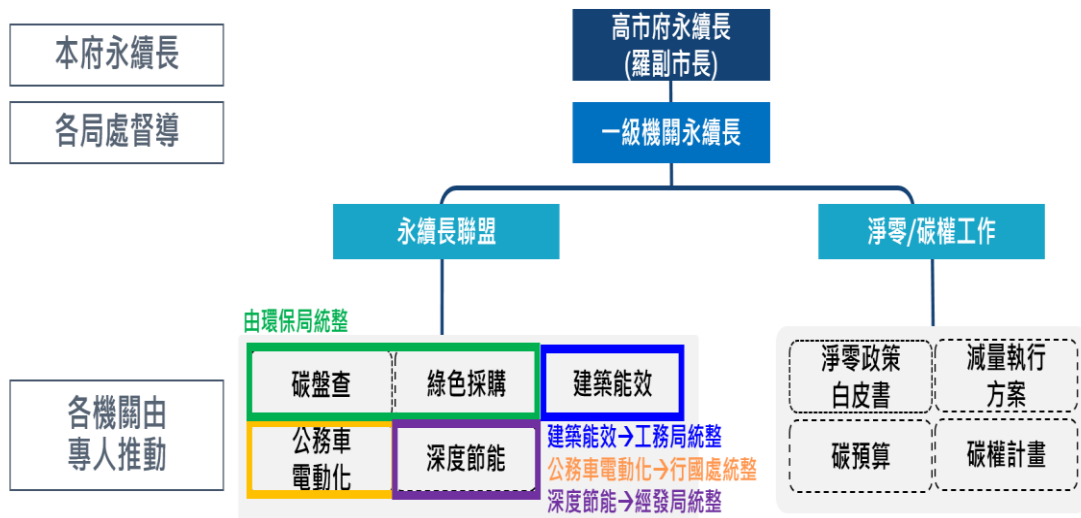 本府永續長
高市府永續長
(羅副市長)
各局處督導
一級機關永續長
永續長聯盟
淨零/碳權工作
由環保局統整
碳盤查
綠色採購
建築能效
淨零政策
白皮書
減量執行
方案
各機關由
專人推動
公務車
電動化
深度節能
建築能效→工務局統整
公務車電動化→行國處統整
深度節能→經發局統整
碳預算
碳權計畫